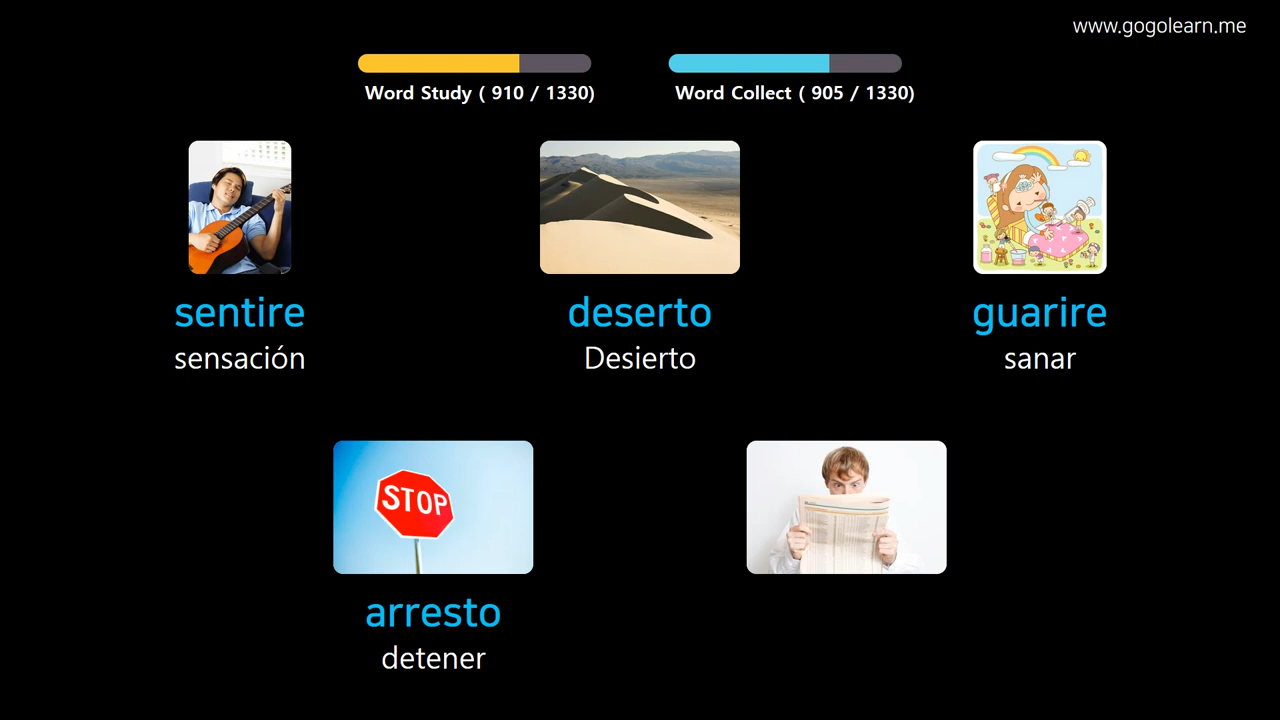 www.gogolearn.me
Word Study ( 910 / 1330)
Word Collect ( 905 / 1330)
sentire
sensación
deserto
Desierto
guarire
sanar
STOP
arresto
detener